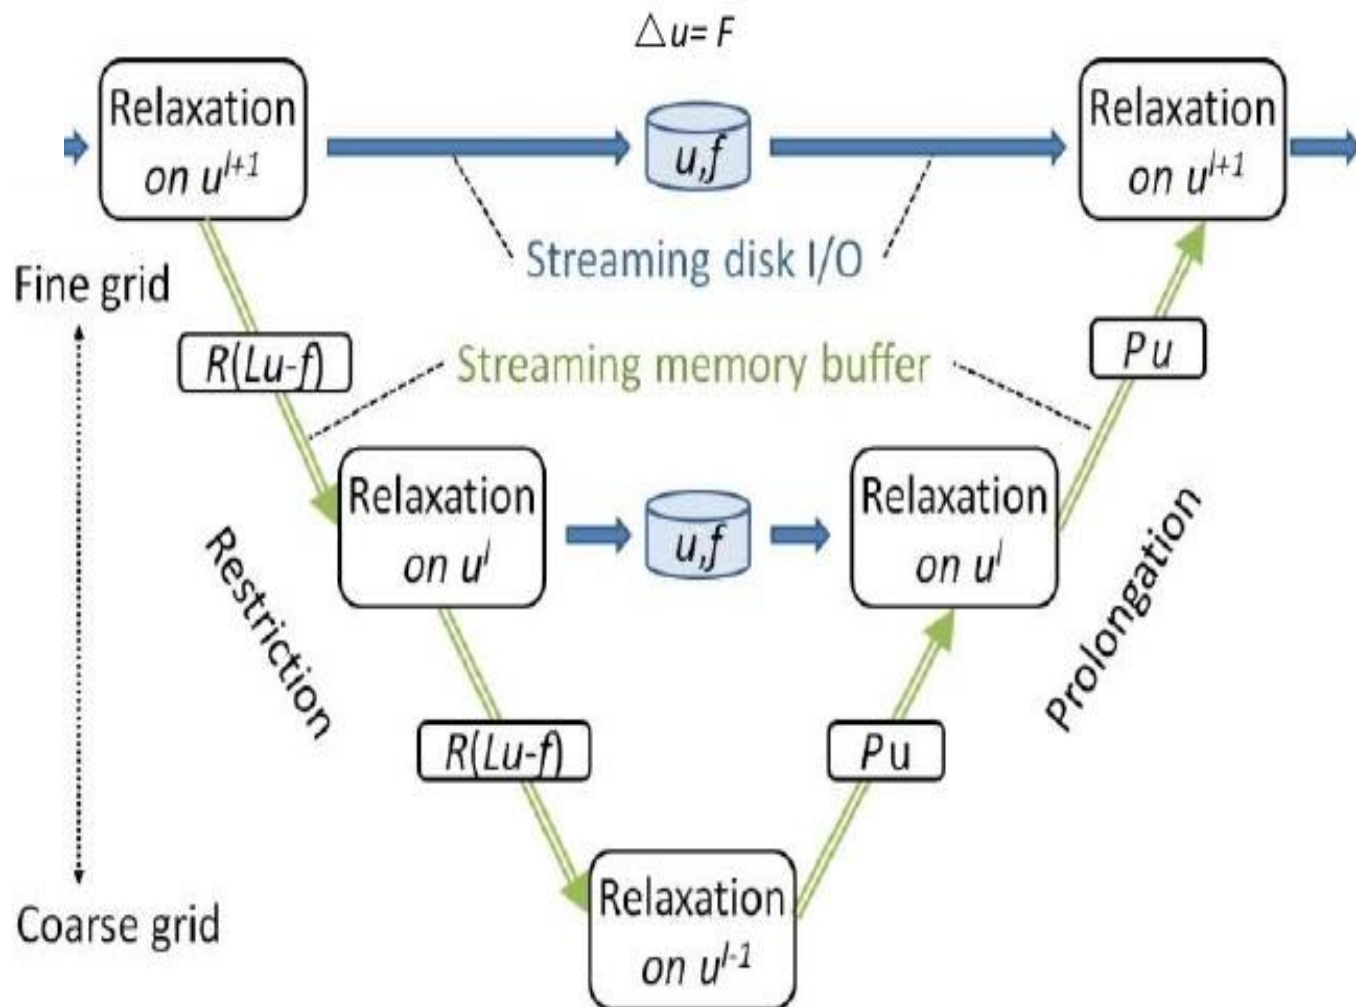 △u= F
Relaxation
on u^{l+1}
u,f
Relaxation
on u^{l+1}
Streaming disk I/O
Fine grid
R(Lu-f)
Streaming memory buffer
Pu
Relaxation
on u^{l}
u,f
Relaxation
on u^{l}
Restriction
Prolongation
R(Lu-f)
Pu
Coarse grid
Relaxation
on u^{l-1}